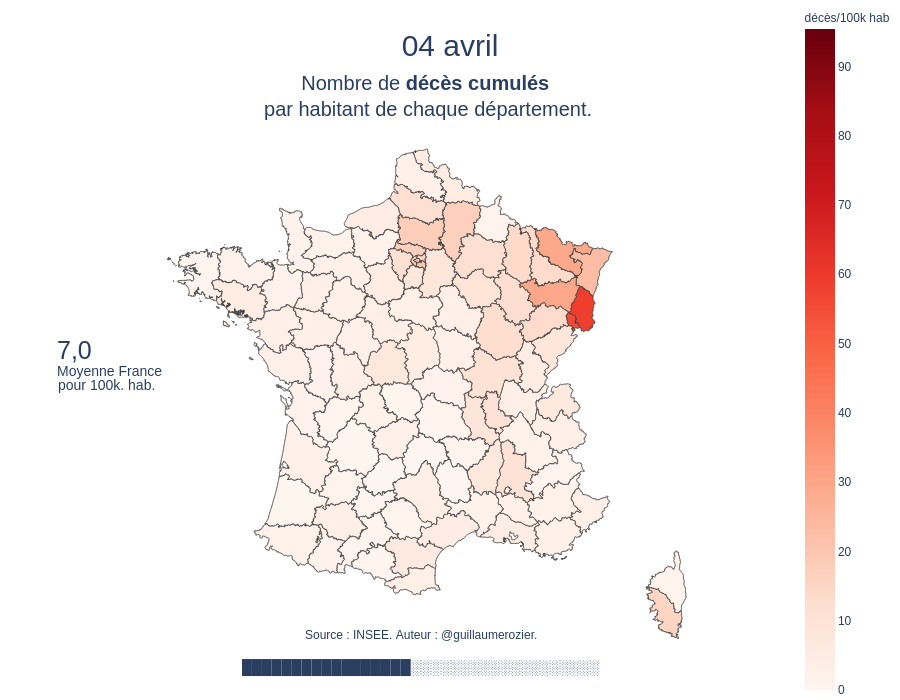 décès/100k hab
04 avril
Nombre de décès cumulés
par habitant de chaque département.
90
80
70
60
50
40
30
20
10
0
7,0
Moyenne France
pour 100k. hab.
Source : INSEE. Auteur : @guillaumerozier.